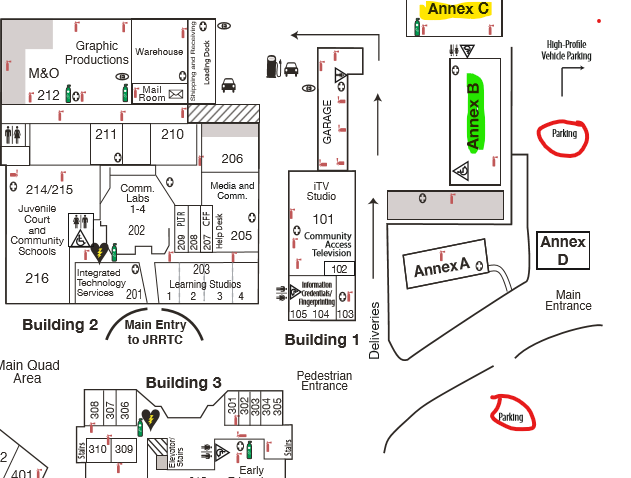 Annex C
Graphic
Productions
Warehouse
Shipping and Receiving
Loading Dock
M&O
212
Mail
Room
High-Profile
Vehicle Parking
GARAGE
Annex B
Parking
211
210
206
214/215
Juvenile
Court
and
Community
Schools
216
Comm.
Labs
1-4
202
Media and
Comm.
205
209
208
207
CFF
Help Desk
iTV
Studio
101
Community
Access
Television
102
Information
Credentials/
Fingerprinting
105 104 103
Annex A
Annex
D
Main
Entrance
Integrated
Technology
Services
201
203
Learning Studios
1 2 3 4
Building 2
Main Entry
to JRRTC
Building 1
Deliveries
Main Quad
Area
Building 3
Pedestrian
Entrance
Parking
308
307
306
301
302
303
304
305
Stairs
310 309
Elevator/
Stairs
Stairs
Early
2
401